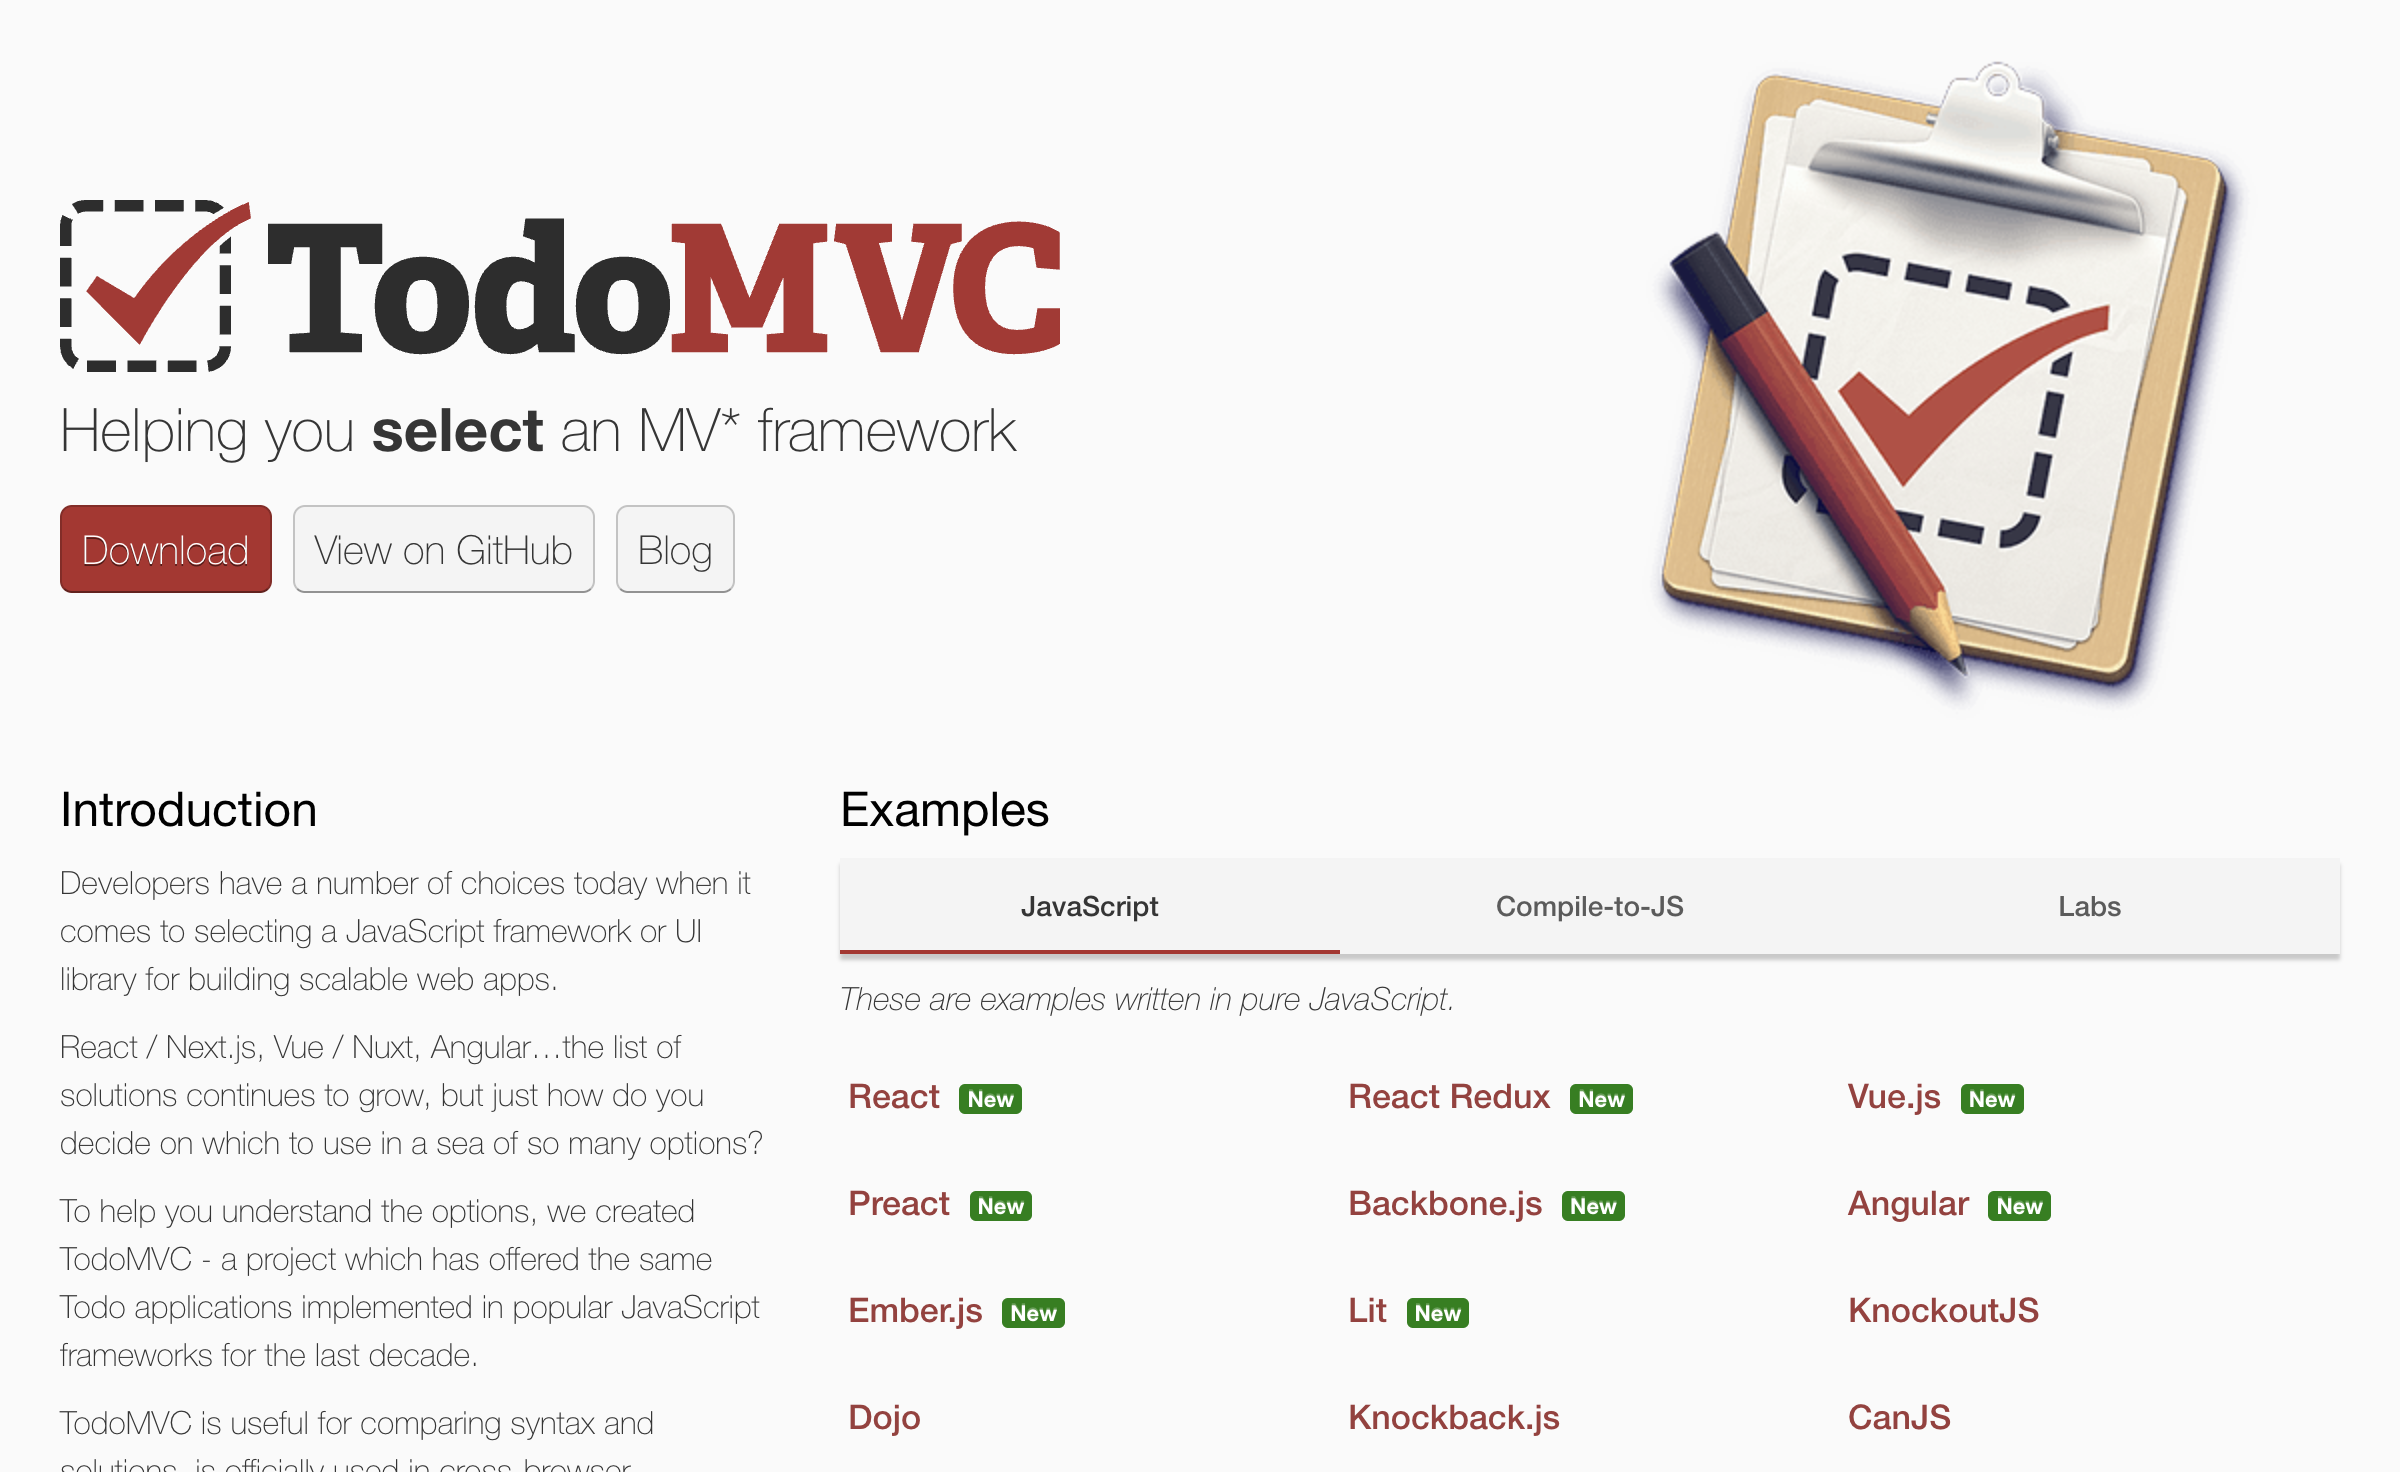 TodoMVC
Helping you select an MV* framework
Download
View on GitHub
Blog
Introduction
Developers have a number of choices today when it
comes to selecting a JavaScript framework or UI
library for building scalable web apps.
React / Next.js, Vue / Nuxt, Angular…the list of
solutions continues to grow, but just how do you
decide on which to use in a sea of so many options?
To help you understand the options, we created
TodoMVC - a project which has offered the same
Todo applications implemented in popular JavaScript
frameworks for the last decade.
TodoMVC is useful for comparing syntax and
solutions, is officially used in cross-browser
Examples
JavaScript
Compile-to-JS
Labs
These are examples written in pure JavaScript.
React New
React Redux New
Vue.js New
Preact New
Backbone.js New
Angular New
Ember.js New
Lit New
KnockoutJS
Dojo
Knockback.js
CanJS